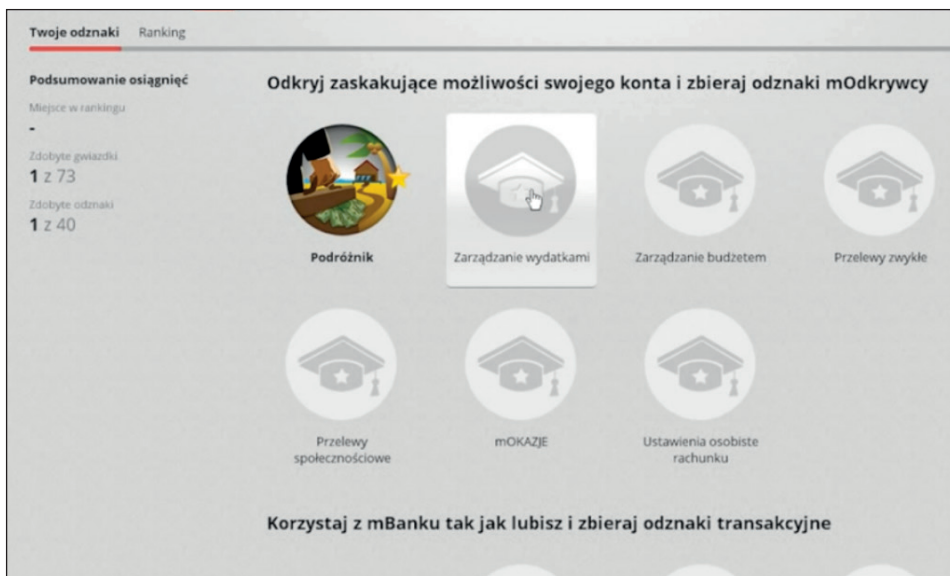 Twoje odznaki Ranking
Podsumowanie osiągnięć
Miejsce w rankingu
-
Zdobyte gwiazdki
1 z 73
Zdobyte odznaki
1 z 40
Odkryj zaskakujące możliwości swojego konta i zbieraj odznaki mOdkrywcy
Podróżnik
Zarządzanie wydatkami
Zarządzanie budżetem
Przelewy zwykłe
Przelewy
społecznościowe
mOKAZJE
Ustawienia osobiste
rachunku
Korzystaj z mBanku tak jak lubisz i zbieraj odznaki transakcyjne